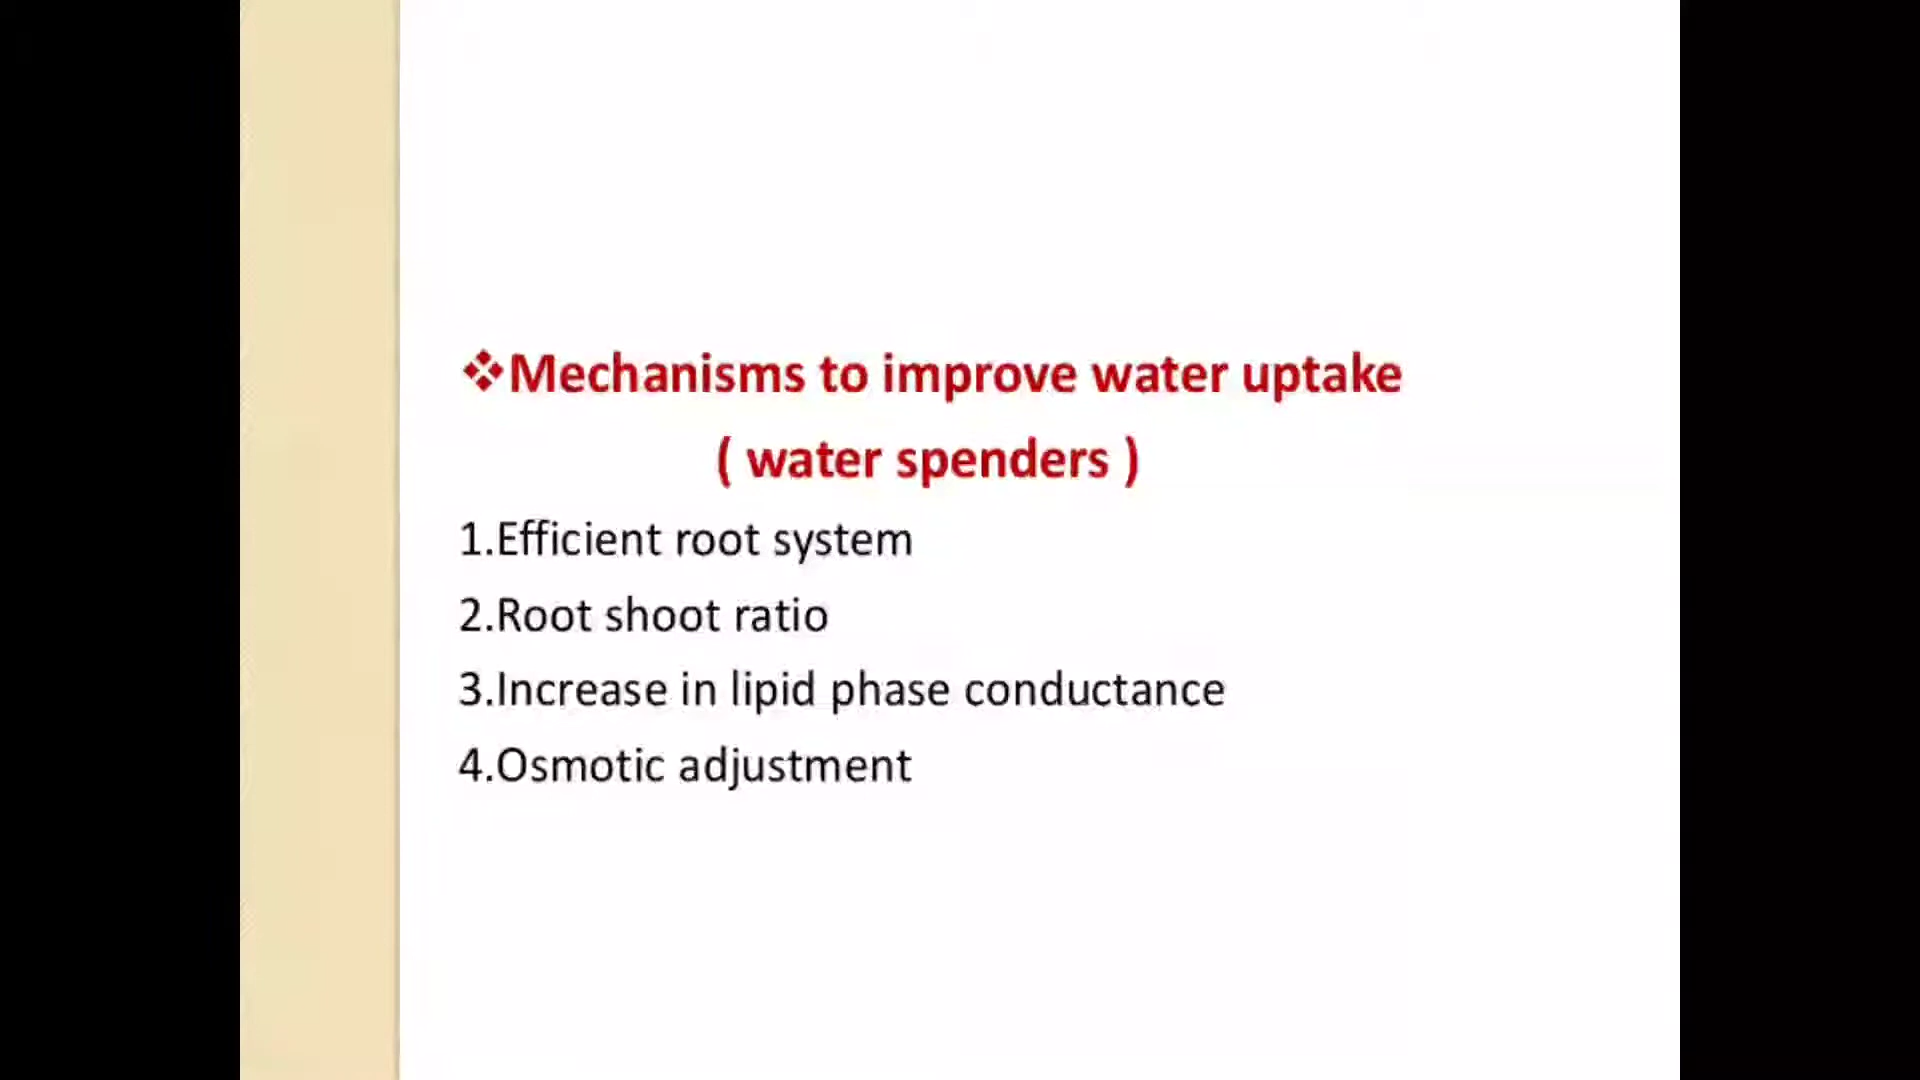 ❖Mechanisms to improve water uptake
( water spenders )
1.Efficient root system
2.Root shoot ratio
3.Increase in lipid phase conductance
4.Osmotic adjustment